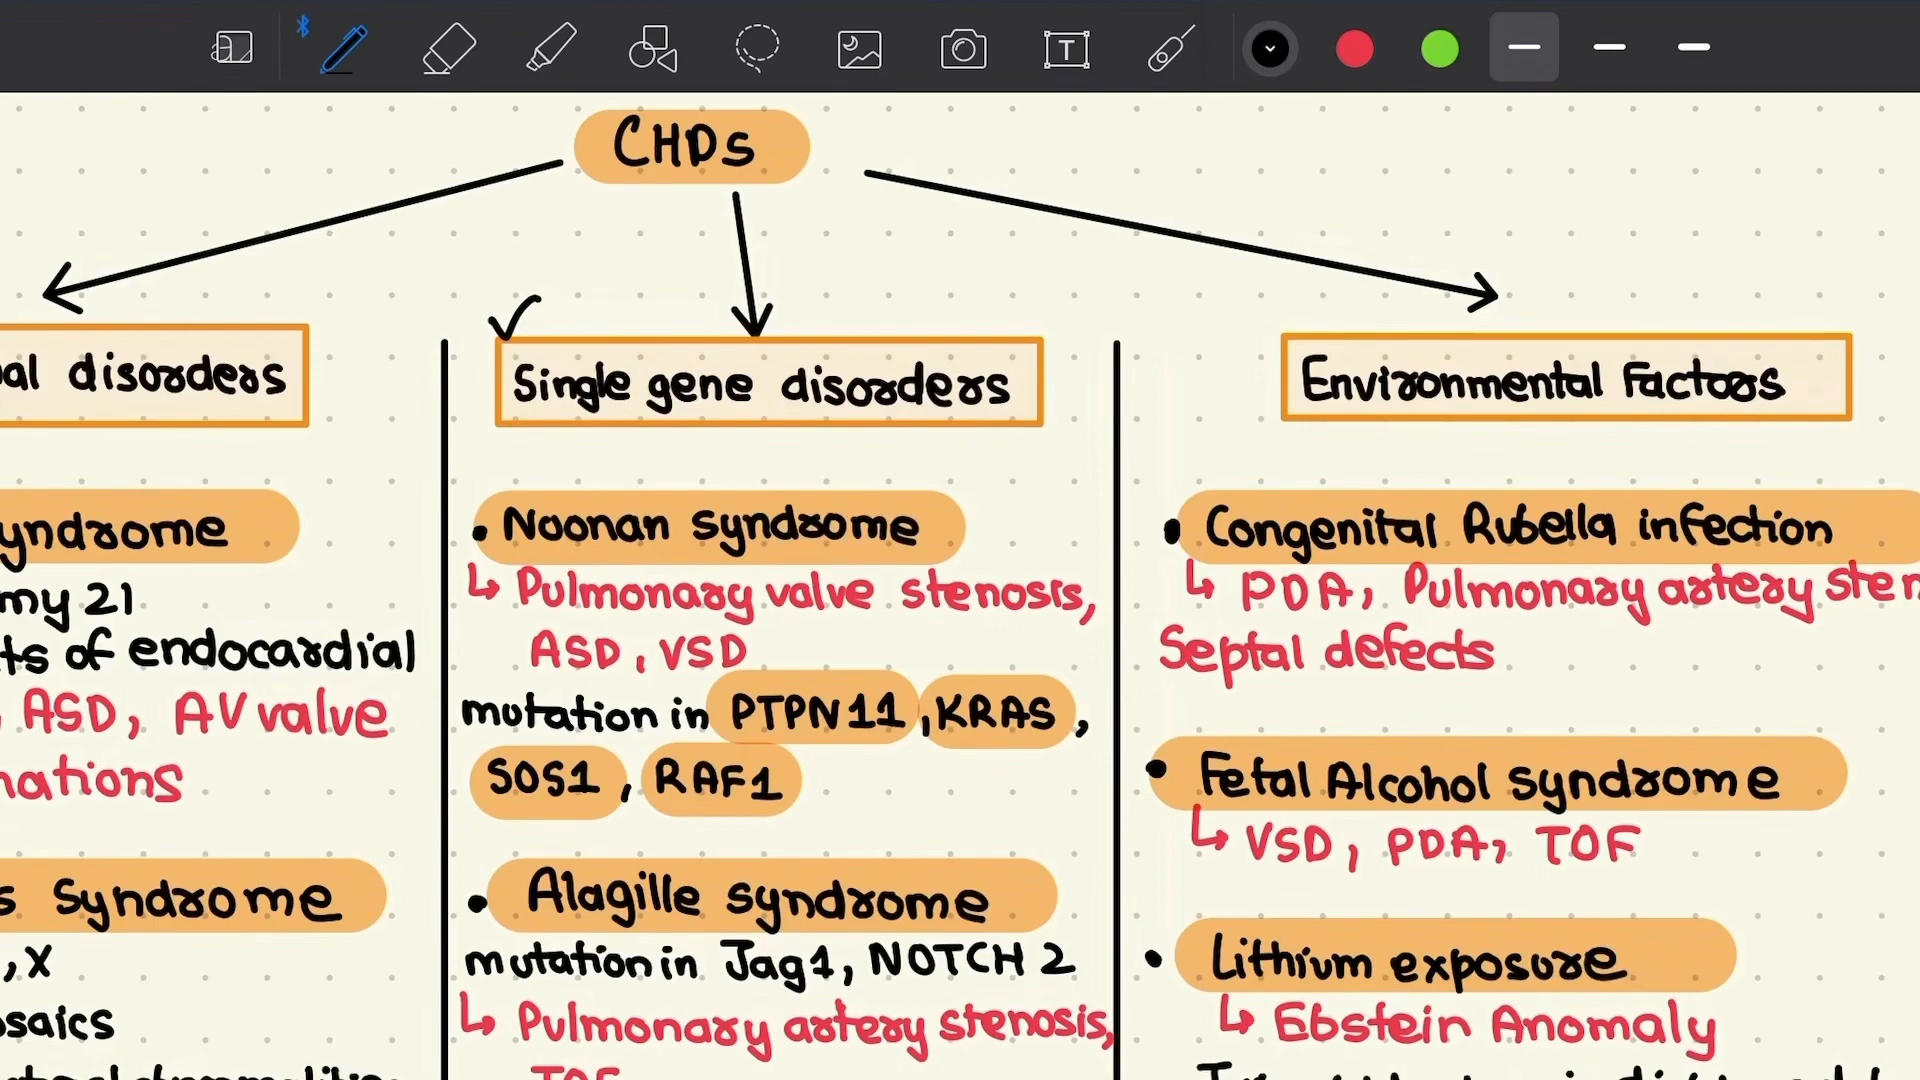 CHDs
al disorders
yndrome
my 21
ts of endocardial
ASD, AV valve
nations
s Syndrome
, X
saics
Single gene disorders
• Noonan syndrome
↳ Pulmonary valve stenosis,
ASD, VSD
mutation in PTPN11, KRAS,
SOS1, RAF1
• Alagille syndrome
mutation in Jag1, NOTCH 2
↳ Pulmonary artery stenosis,
TOF
Environmental Factors
• Congenital Rubella infection
↳ PDA, Pulmonary artery sten
Septal defects
• Fetal Alcohol syndrome
↳ VSD, PDA, TOF
• Lithium exposure
↳ Ebstein Anomaly